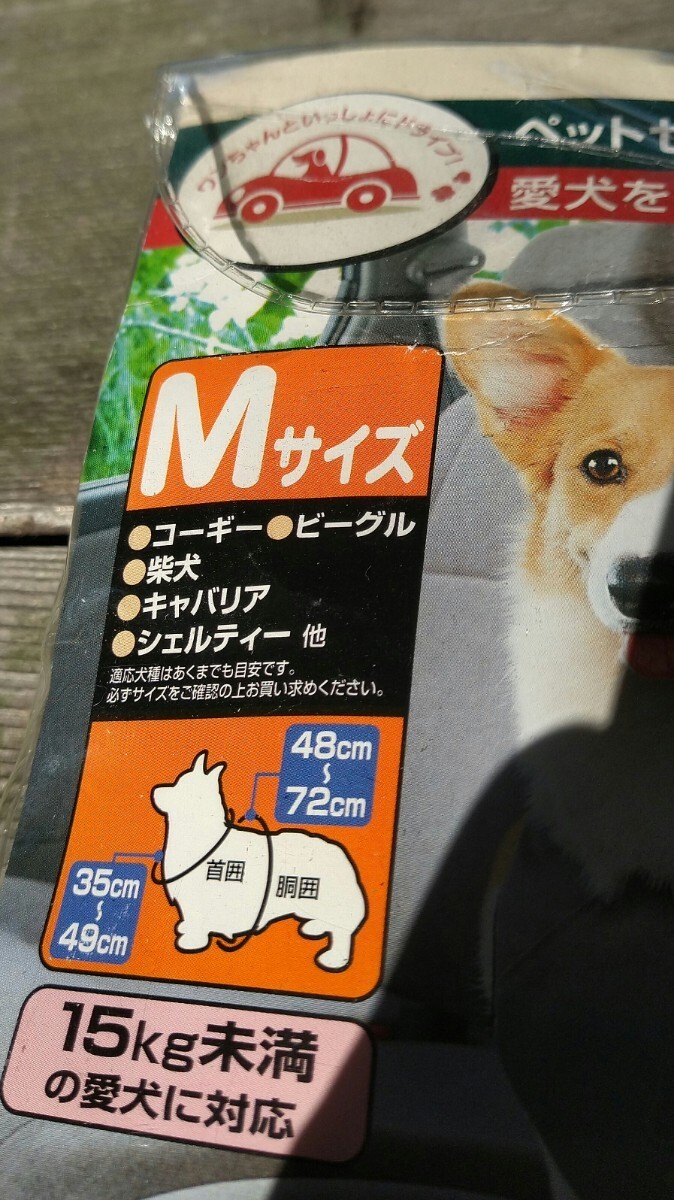 ワンちゃんといっしょにドライブ!
ペットセ
愛犬を
Mサイズ
●コーギー●ビーグル
●柴犬
●キャバリア
●シェルティー 他
適応犬種はあくまでも目安です。
必ずサイズをご確認の上お買い求めください。
48cm
~
72cm
首囲
胴囲
35cm
~
49cm
15kg未満
の愛犬に対応